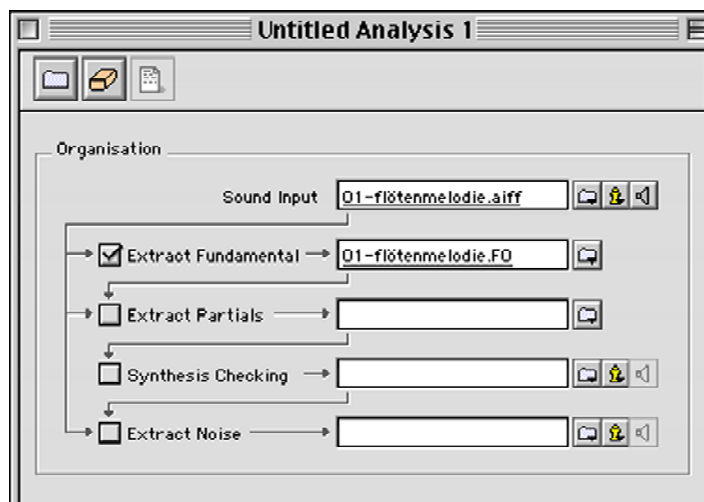 Untitled Analysis 1
Organisation
Sound Input 01-flötenmelodie.aiff
Extract Fundamental 01-flötenmelodie.F0
Extract Partials
Synthesis Checking
Extract Noise